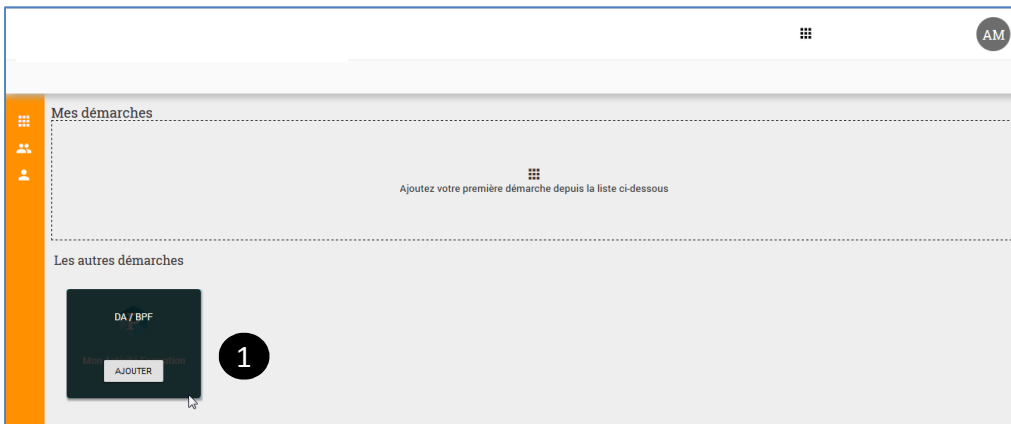 AM
Mes démarches
Ajoutez votre première démarche depuis la liste ci-dessous
Les autres démarches
DA / BPF
AJOUTER
1